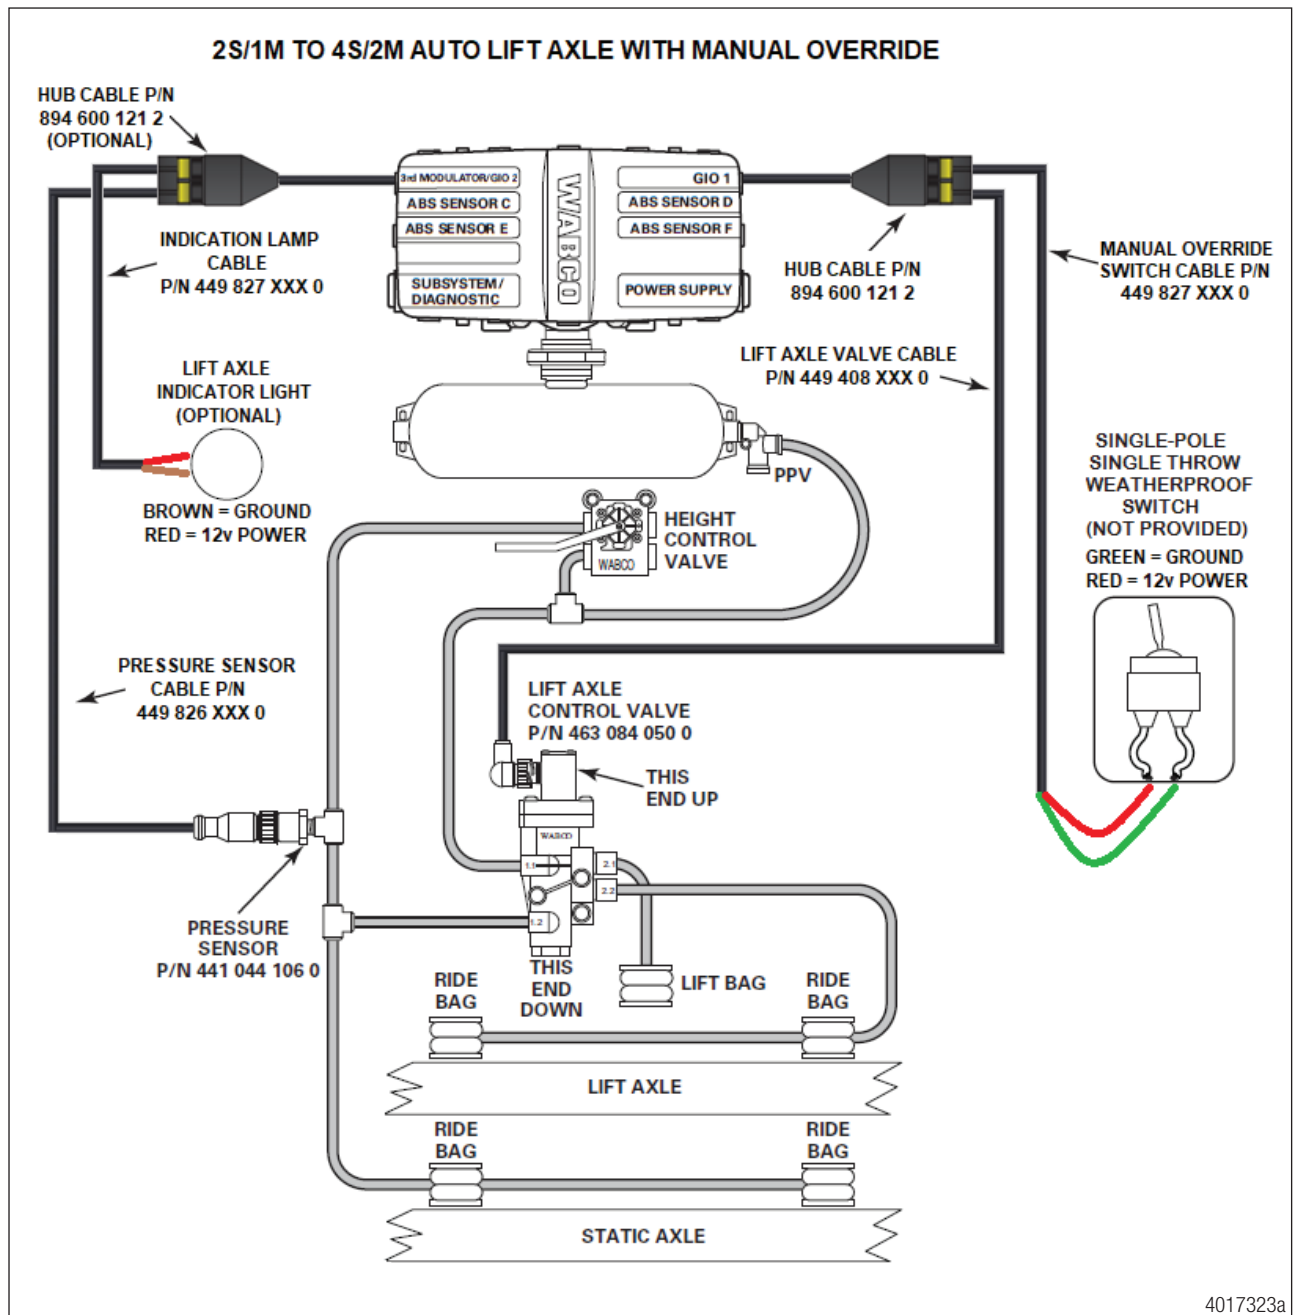 2S/1M TO 4S/2M AUTO LIFT AXLE WITH MANUAL OVERRIDE
HUB CABLE P/N
894 600 121 2
(OPTIONAL)
3rd MODULATOR/GIO 2
ABS SENSOR C
ABS SENSOR E
SUBSYSTEM/
DIAGNOSTIC
WABCO
GIO 1
ABS SENSOR D
ABS SENSOR F
POWER SUPPLY
INDICATION LAMP
CABLE
P/N 449 827 XXX 0
HUB CABLE P/N
894 600 121 2
MANUAL OVERRIDE
SWITCH CABLE P/N
449 827 XXX 0
LIFT AXLE VALVE CABLE
P/N 449 408 XXX 0
LIFT AXLE
INDICATOR LIGHT
(OPTIONAL)
BROWN = GROUND
RED = 12v POWER
PPV
HEIGHT
CONTROL
VALVE
WABCO
SINGLE-POLE
SINGLE THROW
WEATHERPROOF
SWITCH
(NOT PROVIDED)
GREEN = GROUND
RED = 12v POWER
PRESSURE SENSOR
CABLE P/N
449 826 XXX 0
LIFT AXLE
CONTROL VALVE
P/N 463 084 050 0
THIS
END UP
WABCO
1.1
2.1
2.2
1.2
PRESSURE
SENSOR
P/N 441 044 106 0
THIS
END
DOWN
LIFT BAG
RIDE
BAG
RIDE
BAG
LIFT AXLE
RIDE
BAG
RIDE
BAG
STATIC AXLE
4017323a